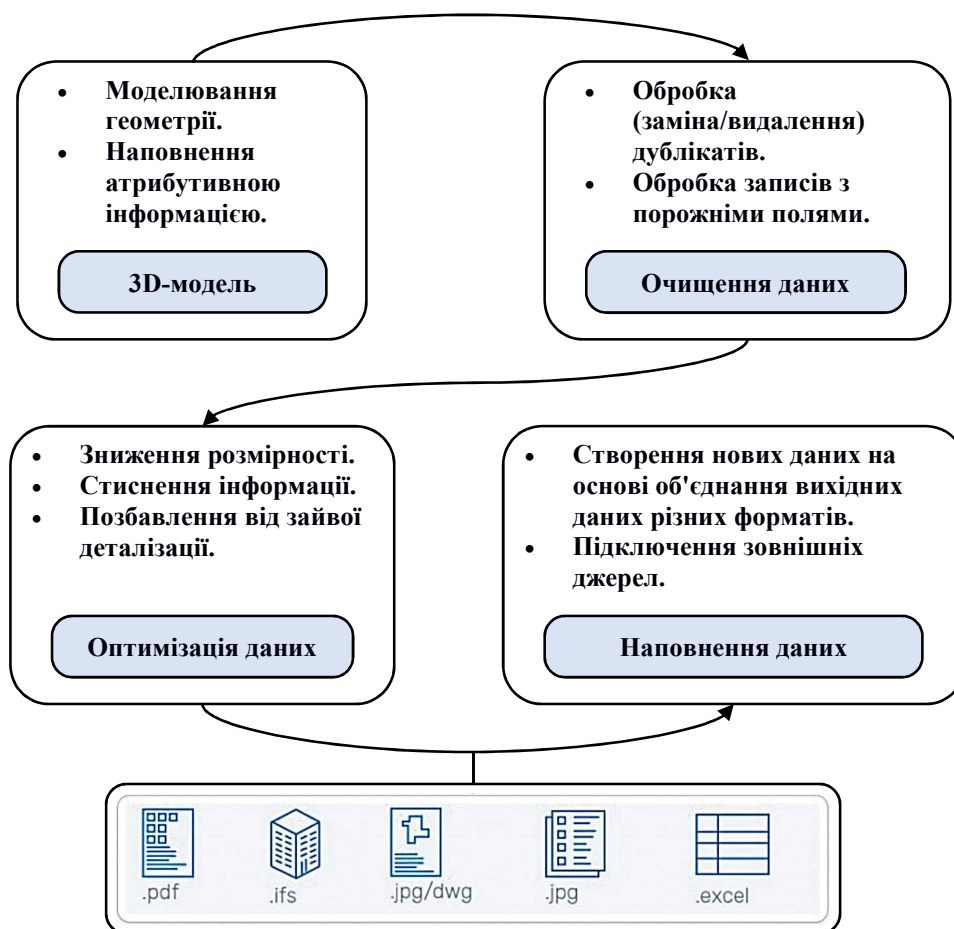 • Моделювання
геометрії.
• Наповнення
атрибутивною
інформацією.
3D-модель
• Обробка
(заміна/видалення)
дублікатів.
• Обробка записів з
порожніми полями.
Очищення даних
• Зниження розмірності.
• Стиснення інформації.
• Позбавлення від зайвої
деталізації.
Оптимізація даних
• Створення нових даних на
основі об'єднання вихідних
даних різних форматів.
• Підключення зовнішніх
джерел.
Наповнення даних
.pdf
.ifs
.jpg/dwg
.jpg
.excel